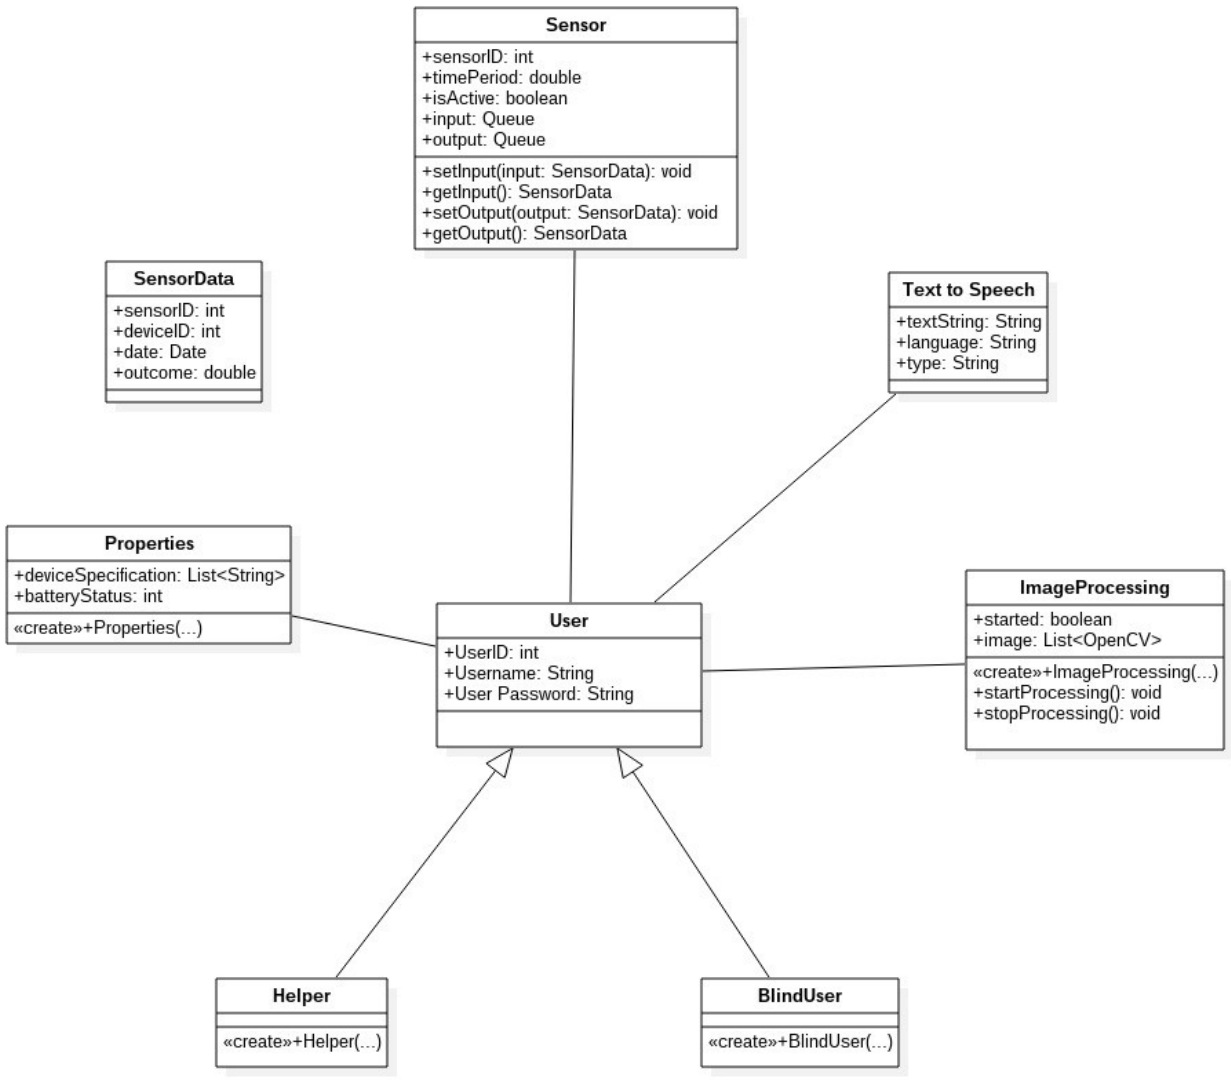 Sensor
+sensorID: int
+timePeriod: double
+isActive: boolean
+input: Queue
+output: Queue
+setInput(input: SensorData): void
+getInput(): SensorData
+setOutput(output: SensorData): void
+getOutput(): SensorData
SensorData
+sensorID: int
+deviceID: int
+date: Date
+outcome: double
Text to Speech
+textString: String
+language: String
+type: String
Properties
+deviceSpecification: List<String>
+batteryStatus: int
«create»+Properties(...)
User
+UserID: int
+Username: String
+User Password: String
ImageProcessing
+started: boolean
+image: List<OpenCV>
«create»+ImageProcessing(...)
+startProcessing(): void
+stopProcessing(): void
Helper
«create»+Helper(...)
BlindUser
«create»+BlindUser(...)